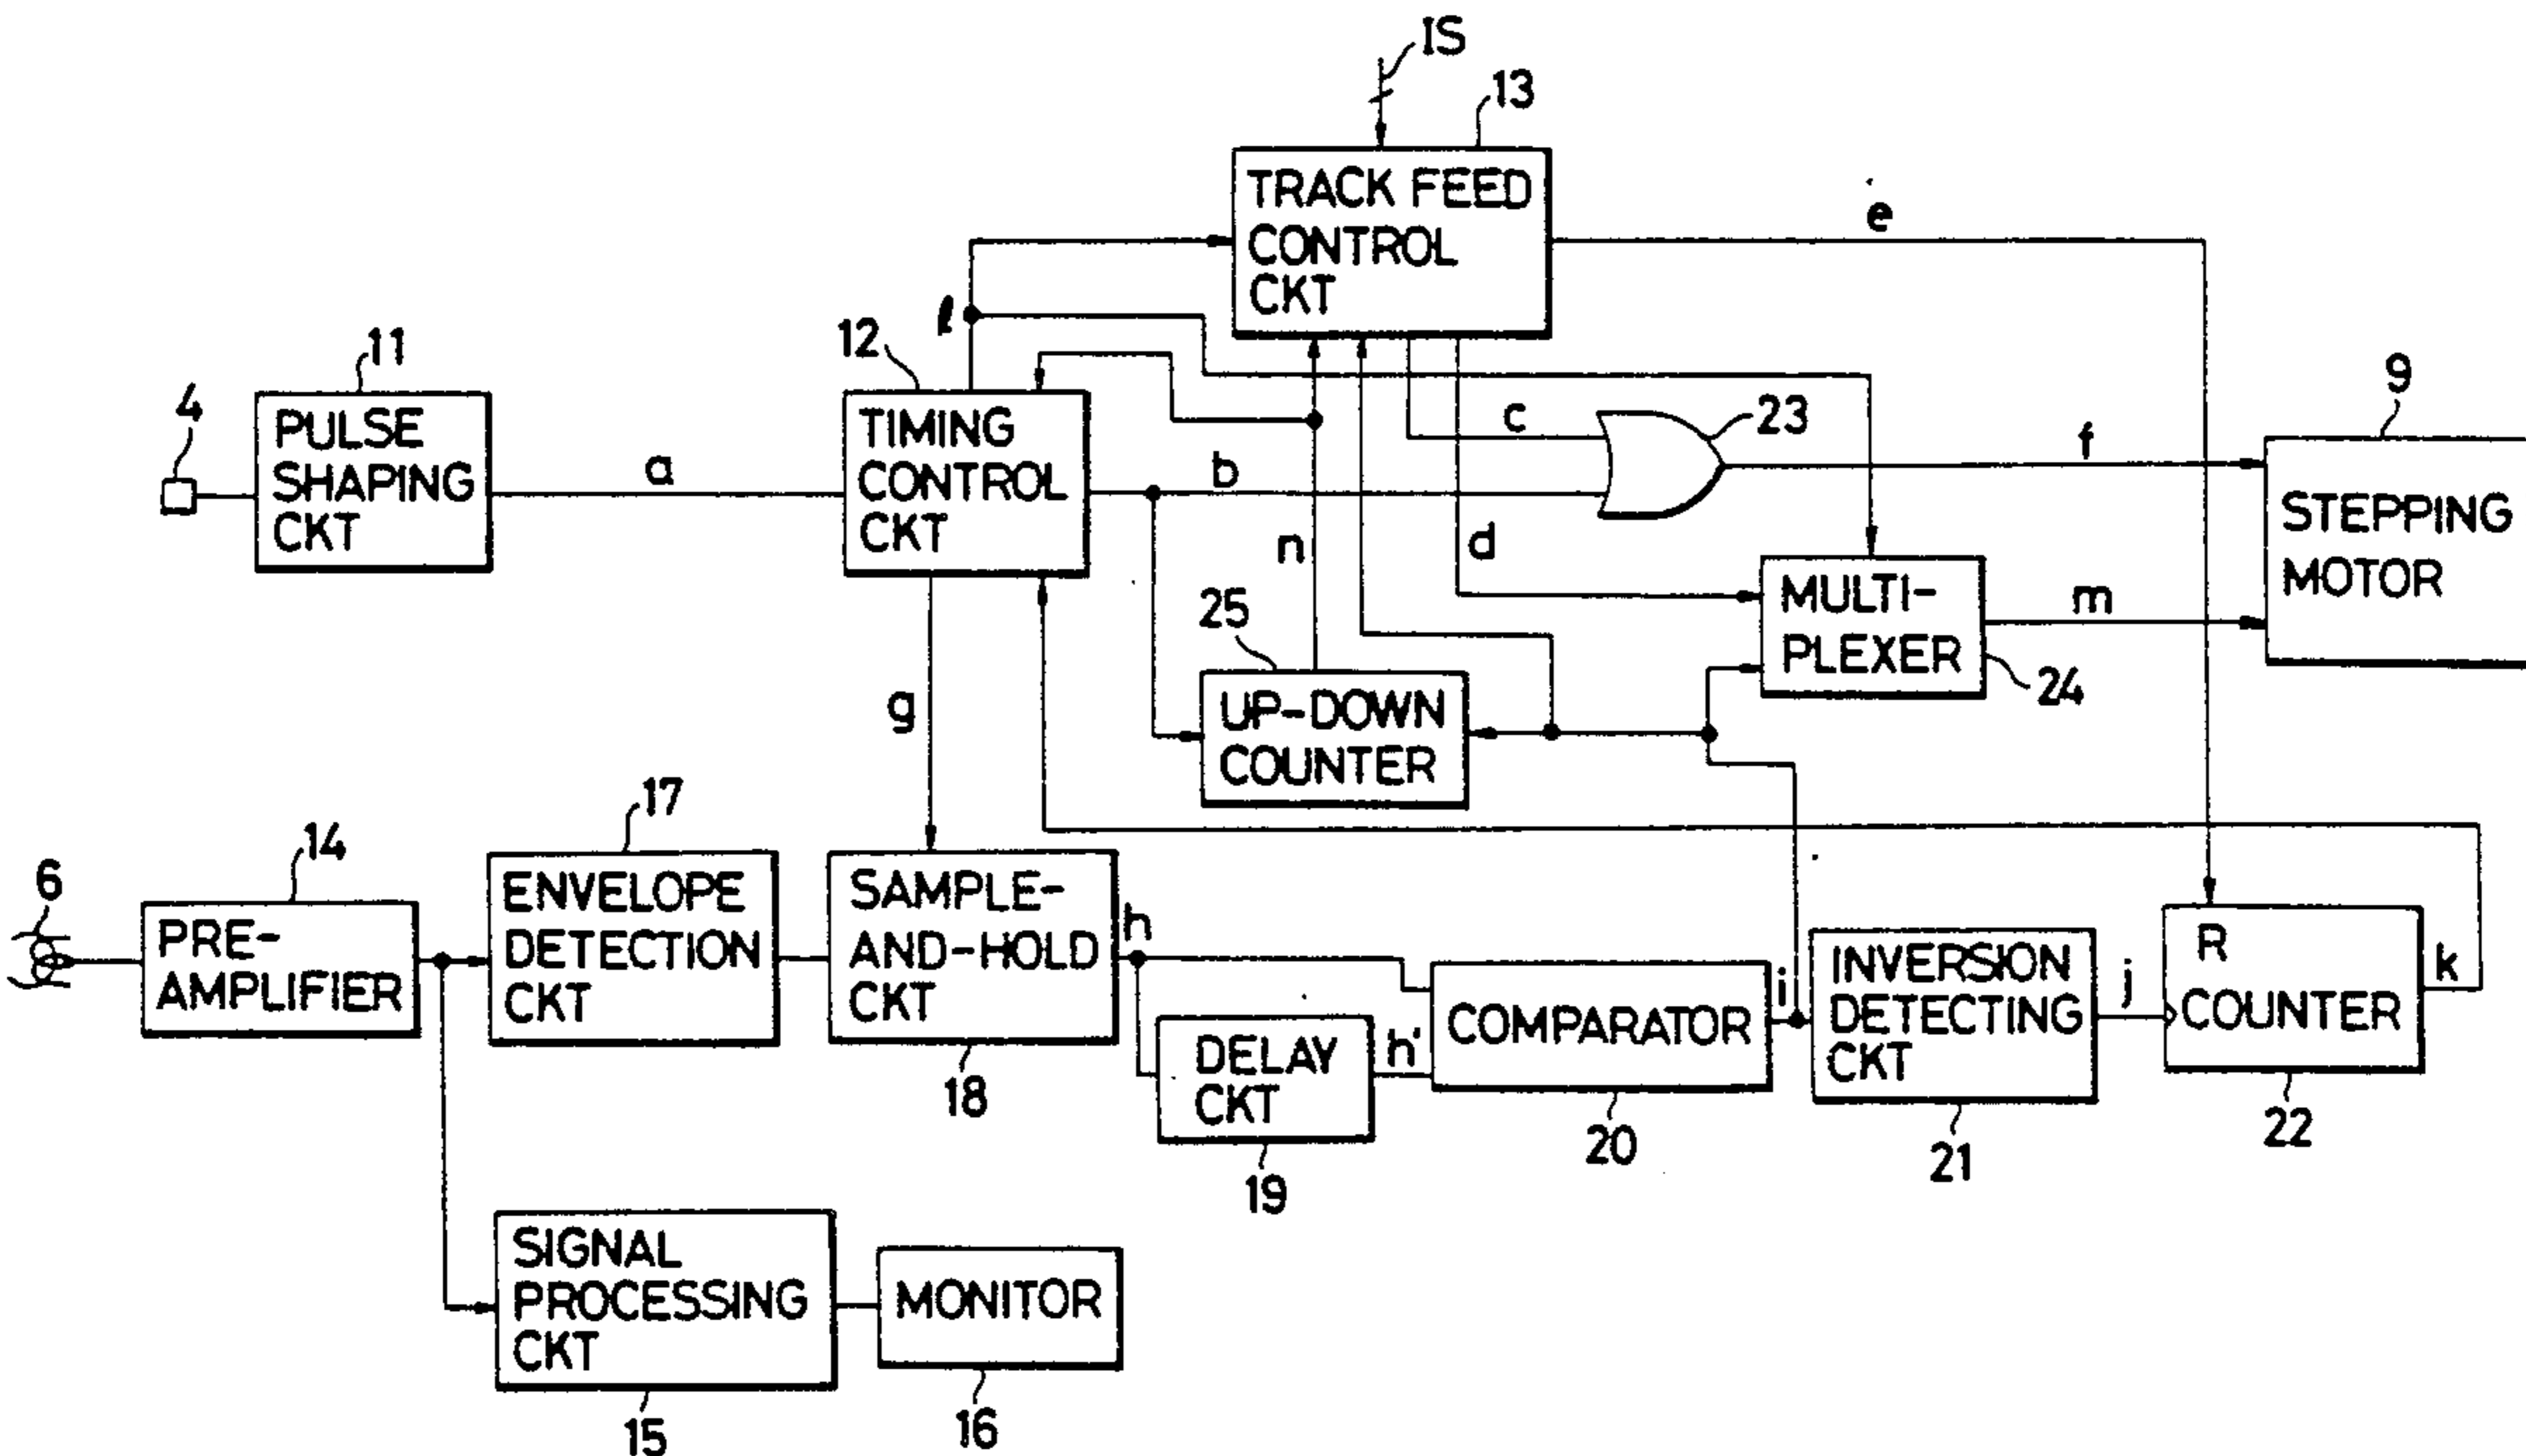 IS
13
TRACK FEED
CONTROL
CKT
e
l
12
11
4
PULSE
SHAPING
CKT
a
TIMING
CONTROL
CKT
b
c
23
f
9
STEPPING
MOTOR
n
d
MULTI-
PLEXER
m
24
25
UP-DOWN
COUNTER
g
17
14
6
PRE-
AMPLIFIER
ENVELOPE
DETECTION
CKT
SAMPLE-
AND-HOLD
CKT
18
h
DELAY
CKT
19
h'
COMPARATOR
20
i
INVERSION
DETECTING
CKT
21
j
R
COUNTER
22
k
SIGNAL
PROCESSING
CKT
15
MONITOR
16